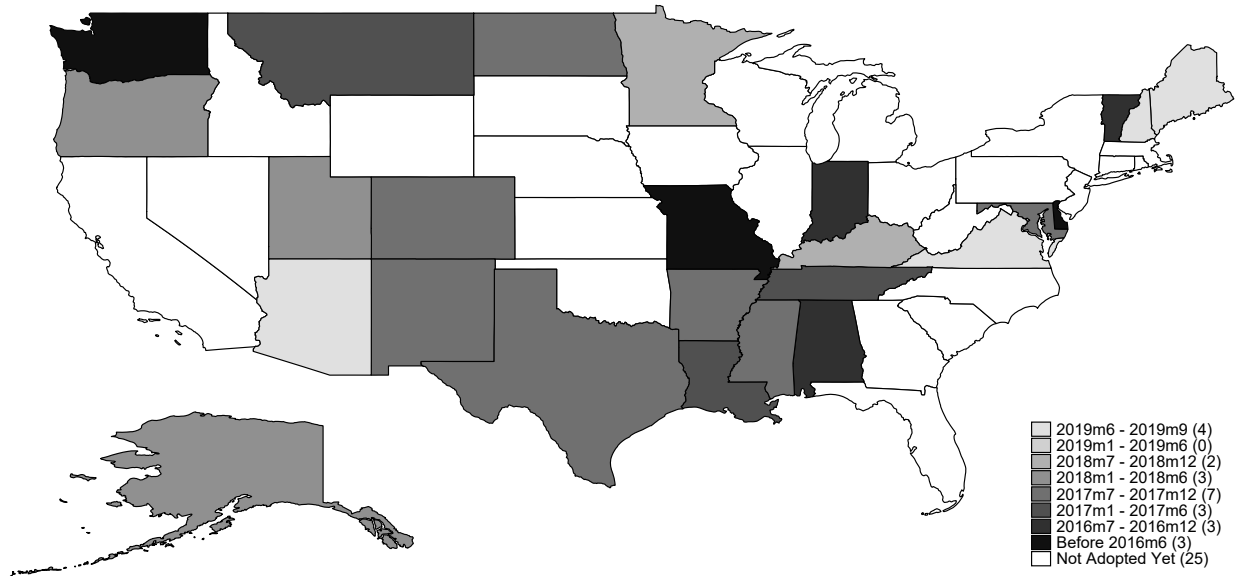 2019m6 - 2019m9 (4)
2019m1 - 2019m6 (0)
2018m7 - 2018m12 (2)
2018m1 - 2018m6 (3)
2017m7 - 2017m12 (7)
2017m1 - 2017m6 (3)
2016m7 - 2016m12 (3)
Before 2016m6 (3)
Not Adopted Yet (25)